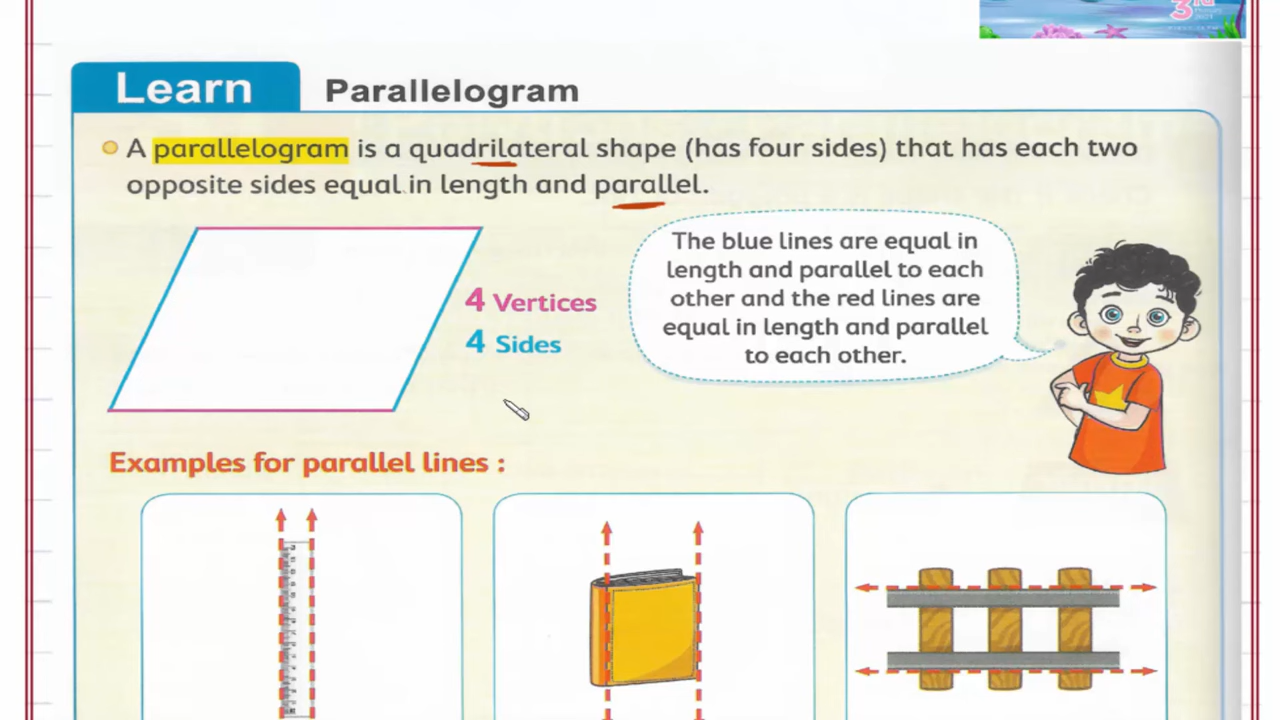 3rd
Learn
Parallelogram
A parallelogram is a quadrilateral shape (has four sides) that has each two
opposite sides equal in length and parallel.
4 Vertices
4 Sides
The blue lines are equal in
length and parallel to each
other and the red lines are
equal in length and parallel
to each other.
Examples for parallel lines :